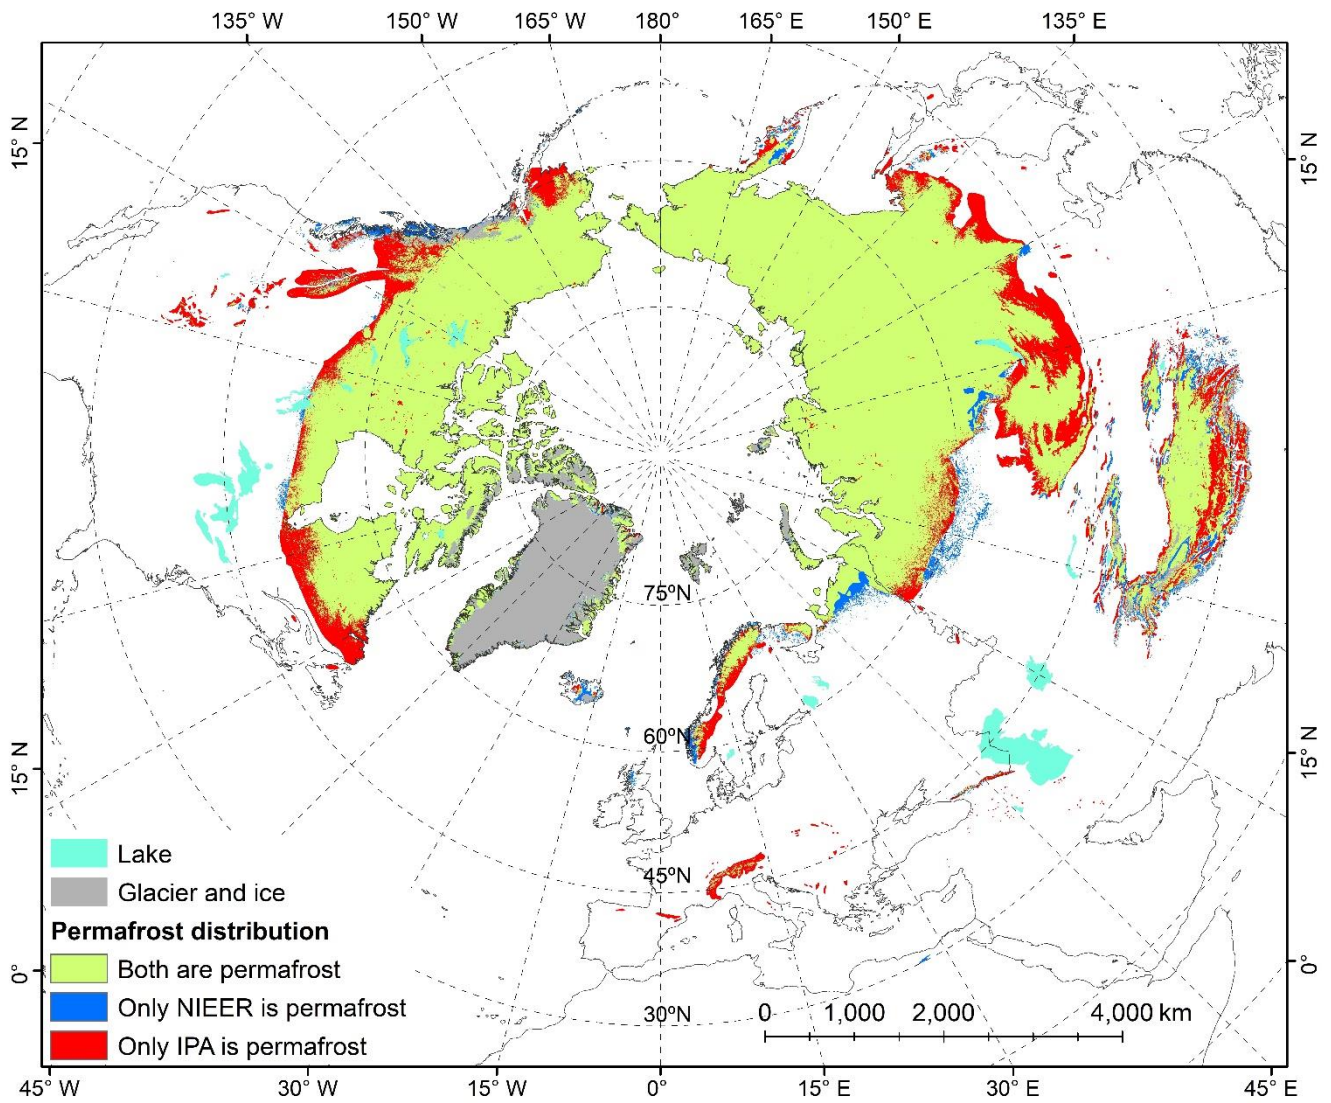 135° W 150° W 165° W 180° 165° E 150° E 135° E
15° N
15° N
75°N
60°N
45°N
30°N
15° N
15° N
0°
0°
Lake
Glacier and ice
Permafrost distribution
Both are permafrost
Only NIEER is permafrost
Only IPA is permafrost
0 1,000 2,000 4,000 km
45° W 30° W 15° W 0° 15° E 30° E 45° E